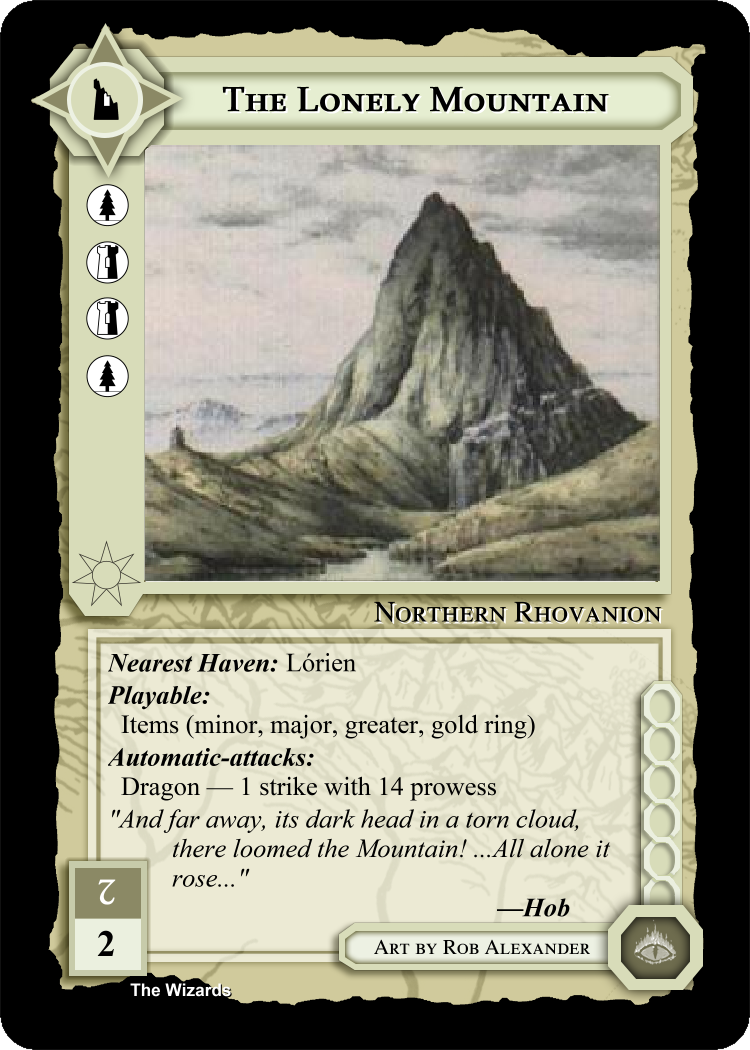 The Lonely Mountain
Northern Rhovanion
Nearest Haven: Lórien
Playable:
Items (minor, major, greater, gold ring)
Automatic-attacks:
Dragon — 1 strike with 14 prowess
"And far away, its dark head in a torn cloud,
there loomed the Mountain! ...All alone it
rose..."
—Hob
2
Art by Rob Alexander
The Wizards